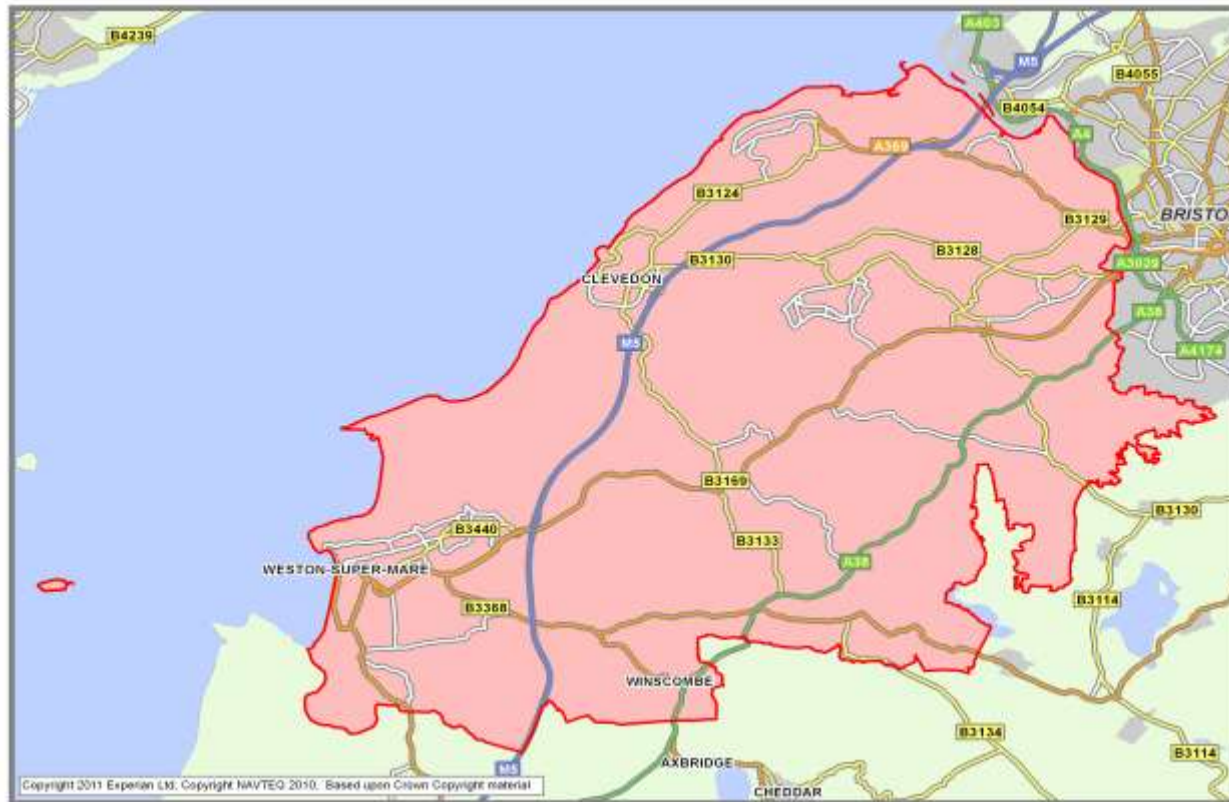 A403
B4239
M5
B4055
B4054
A4
A369
B3124
B3129
BRISTO
B3128
B3130
A3029
CLEVEDON
A38
M5
A4174
B3169
B3130
B3440
B3133
A38
WESTON-SUPER-MARE
B3114
B3368
WINSCOMBE
B3134
B3114
AXBRIDGE
M5
CHEDDAR
Copyright 2011 Experian Ltd; Copyright NAVTEQ 2010; Based upon Crown Copyright material